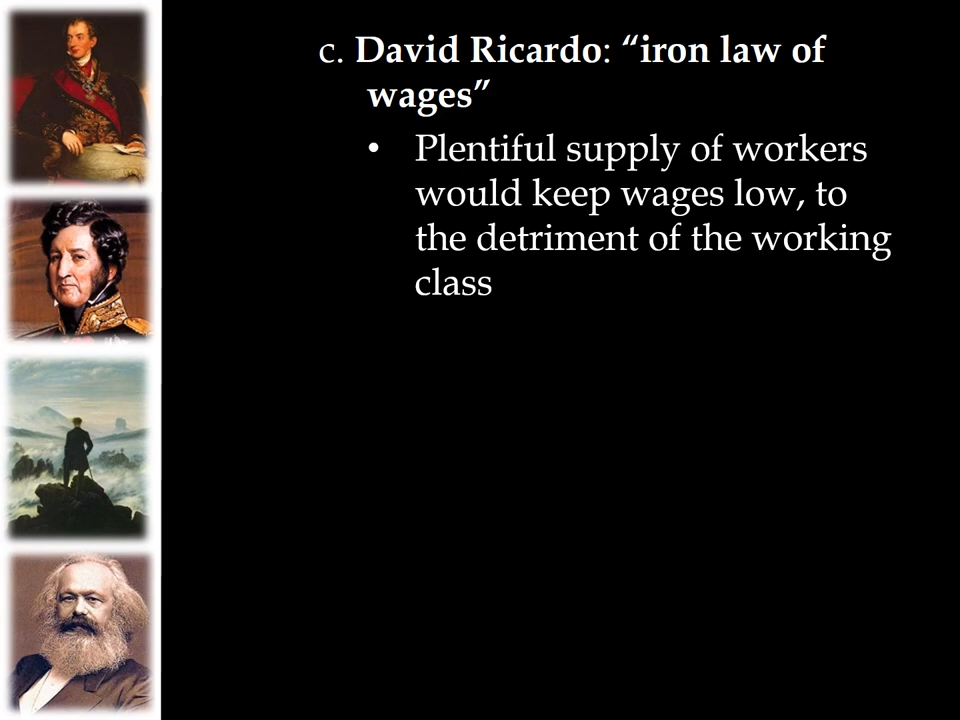 c. David Ricardo: “iron law of
wages”
• Plentiful supply of workers
would keep wages low, to
the detriment of the working
class